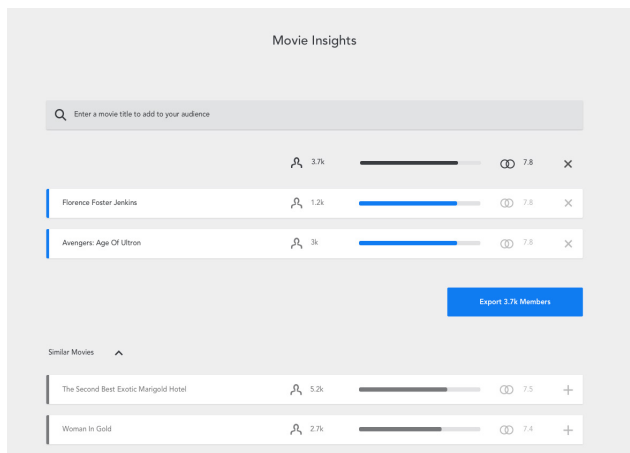 Movie Insights
Enter a movie title to add to your audience
3.7k 7.8
Florence Foster Jenkins 1.2k 7.8
Avengers: Age Of Ultron 3k 7.8
Export 3.7k Members
Similar Movies
The Second Best Exotic Marigold Hotel 5.2k 7.5
Woman In Gold 2.7k 7.4